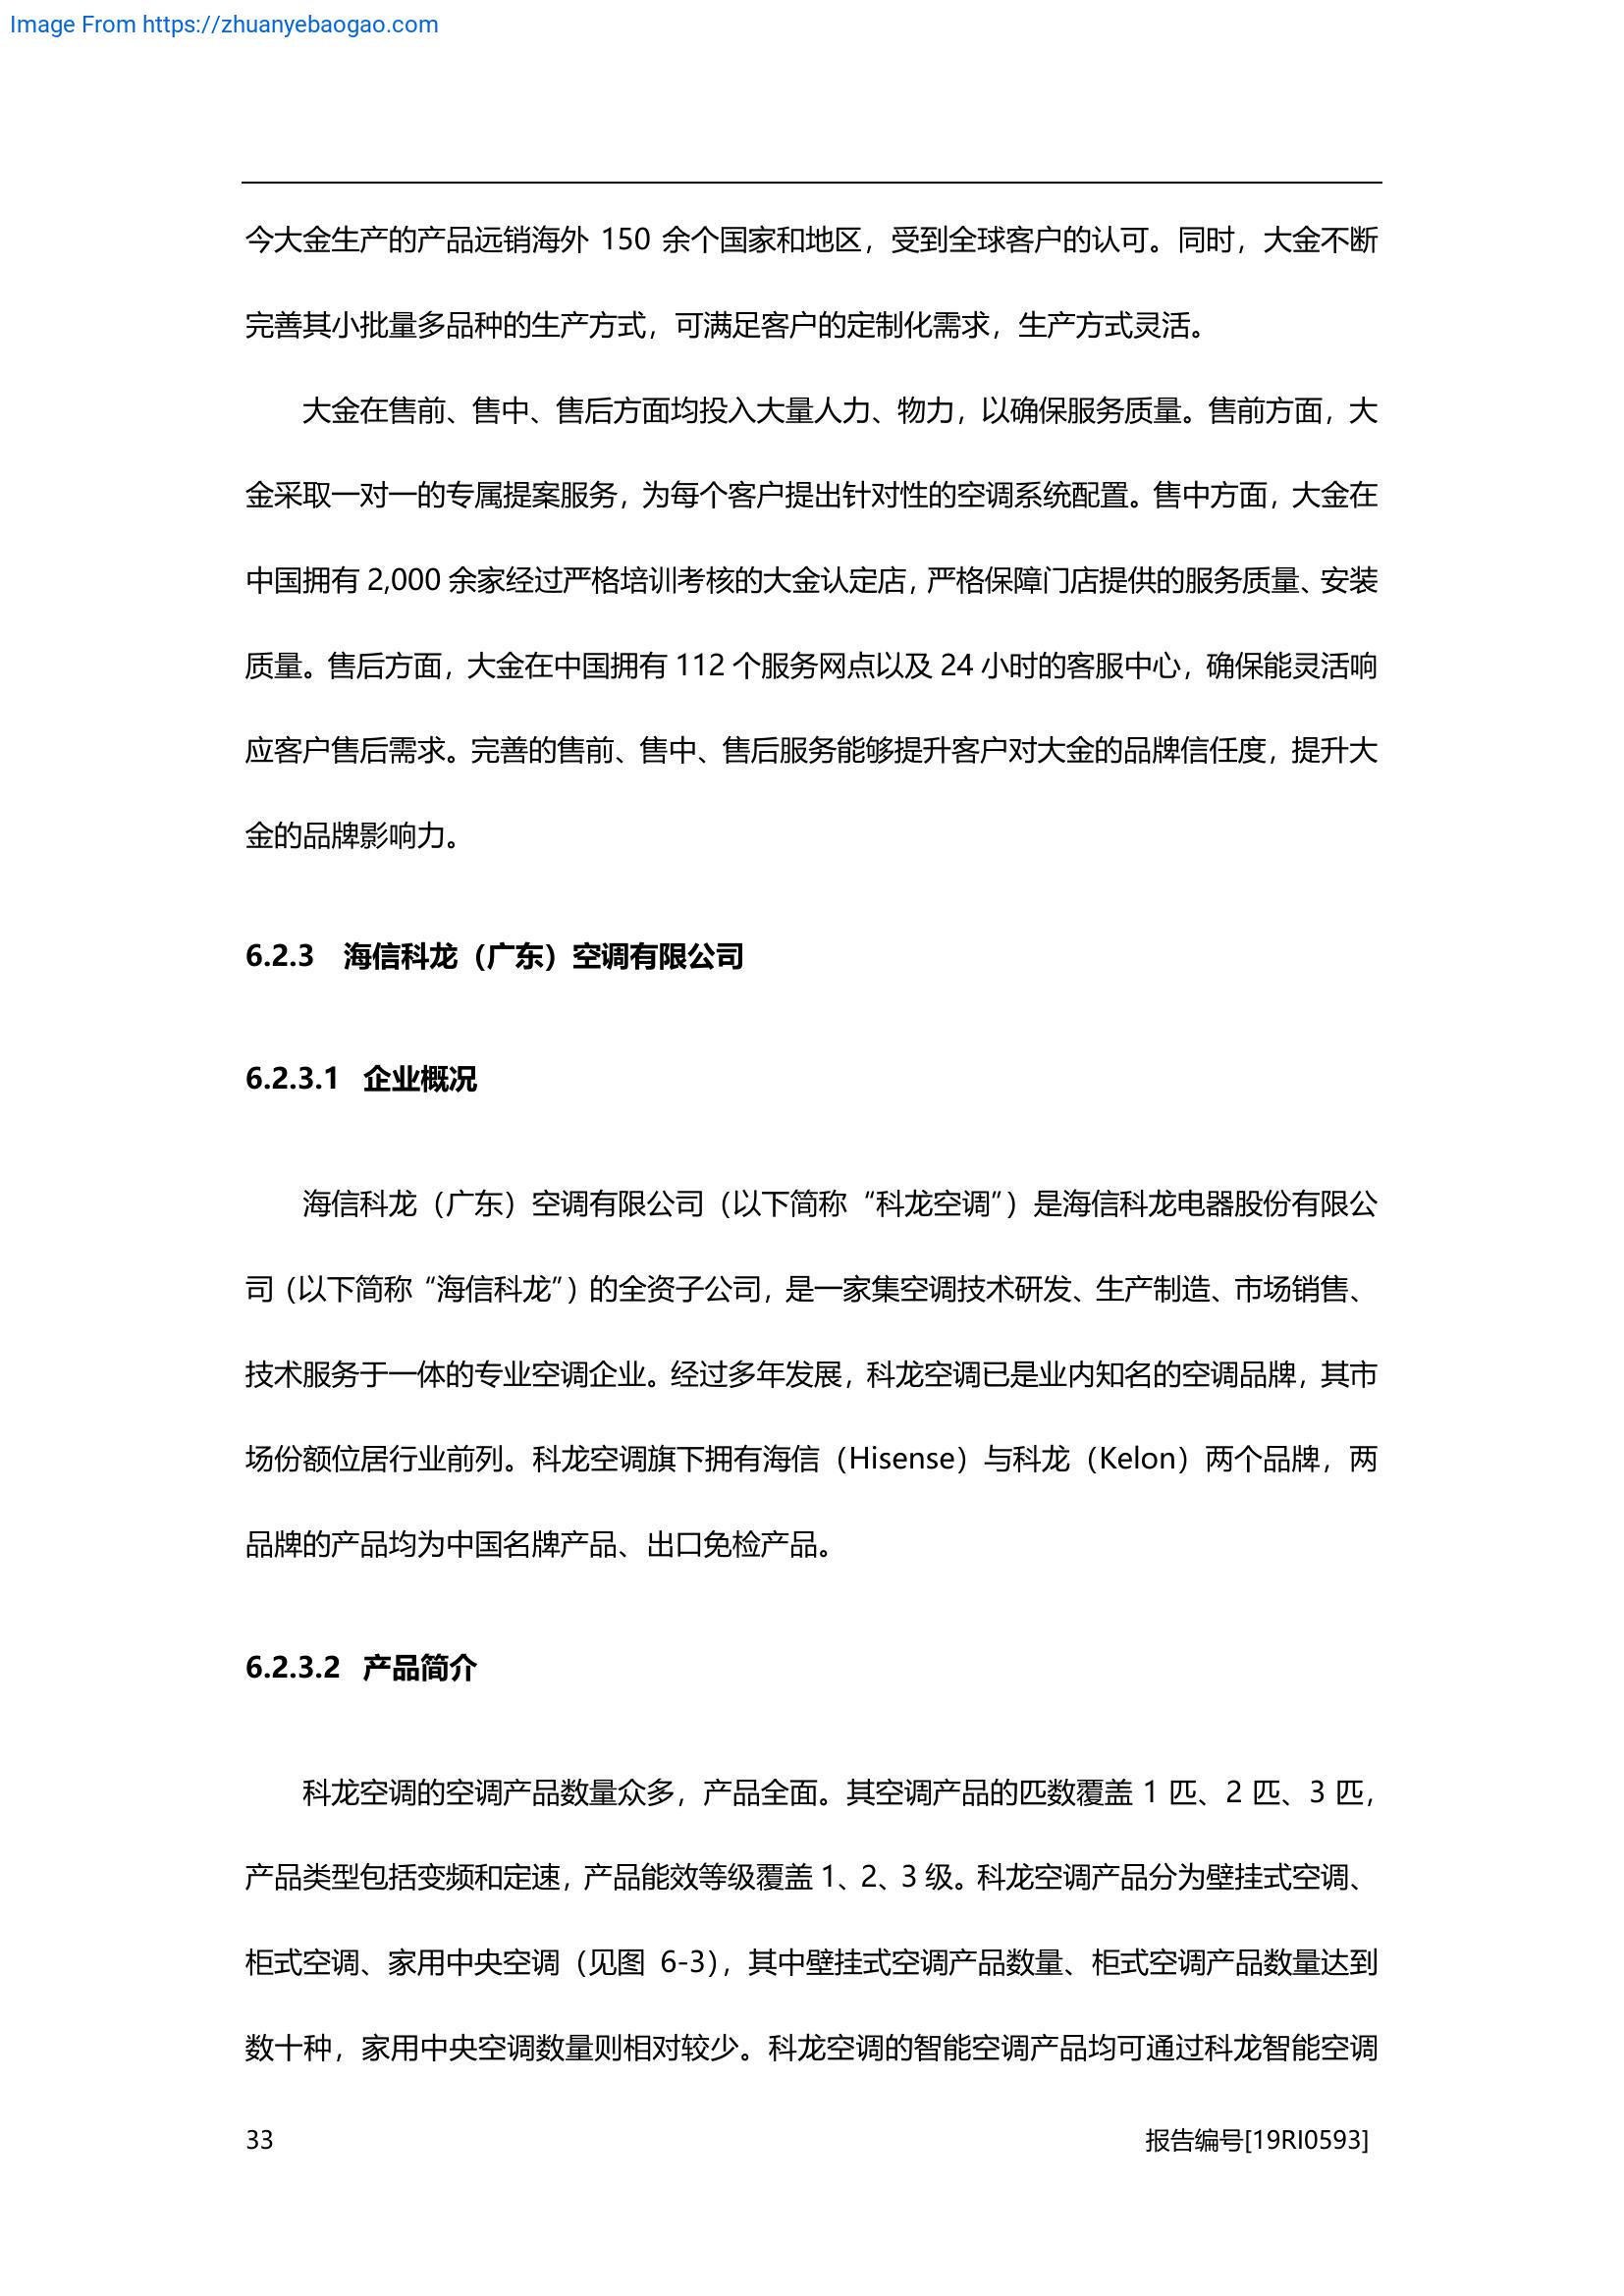 Image From https://zhuanyebaogao.com
今大金生产的产品远销海外 150 余个国家和地区，受到全球客户的认可。同时，大金不断
完善其小批量多品种的生产方式，可满足客户的定制化需求，生产方式灵活。
大金在售前、售中、售后方面均投入大量人力、物力，以确保服务质量。售前方面，大
金采取一对一的专属提案服务，为每个客户提出针对性的空调系统配置。售中方面，大金在
中国拥有 2,000 余家经过严格培训考核的大金认定店，严格保障门店提供的服务质量、安装
质量。售后方面，大金在中国拥有 112 个服务网点以及 24 小时的客服中心，确保能灵活响
应客户售后需求。完善的售前、售中、售后服务能够提升客户对大金的品牌信任度，提升大
金的品牌影响力。
6.2.3 海信科龙（广东）空调有限公司
6.2.3.1 企业概况
海信科龙（广东）空调有限公司（以下简称“科龙空调”）是海信科龙电器股份有限公
司（以下简称“海信科龙”）的全资子公司，是一家集空调技术研发、生产制造、市场销售、
技术服务于一体的专业空调企业。经过多年发展，科龙空调已是业内知名的空调品牌，其市
场份额位居行业前列。科龙空调旗下拥有海信（Hisense）与科龙（Kelon）两个品牌，两
品牌的产品均为中国名牌产品、出口免检产品。
6.2.3.2 产品简介
科龙空调的空调产品数量众多，产品全面。其空调产品的匹数覆盖 1 匹、2 匹、3 匹，
产品类型包括变频和定速，产品能效等级覆盖 1、2、3 级。科龙空调产品分为壁挂式空调、
柜式空调、家用中央空调（见图 6-3），其中壁挂式空调产品数量、柜式空调产品数量达到
数十种，家用中央空调数量则相对较少。科龙空调的智能空调产品均可通过科龙智能空调
33 报告编号[19RI0593]